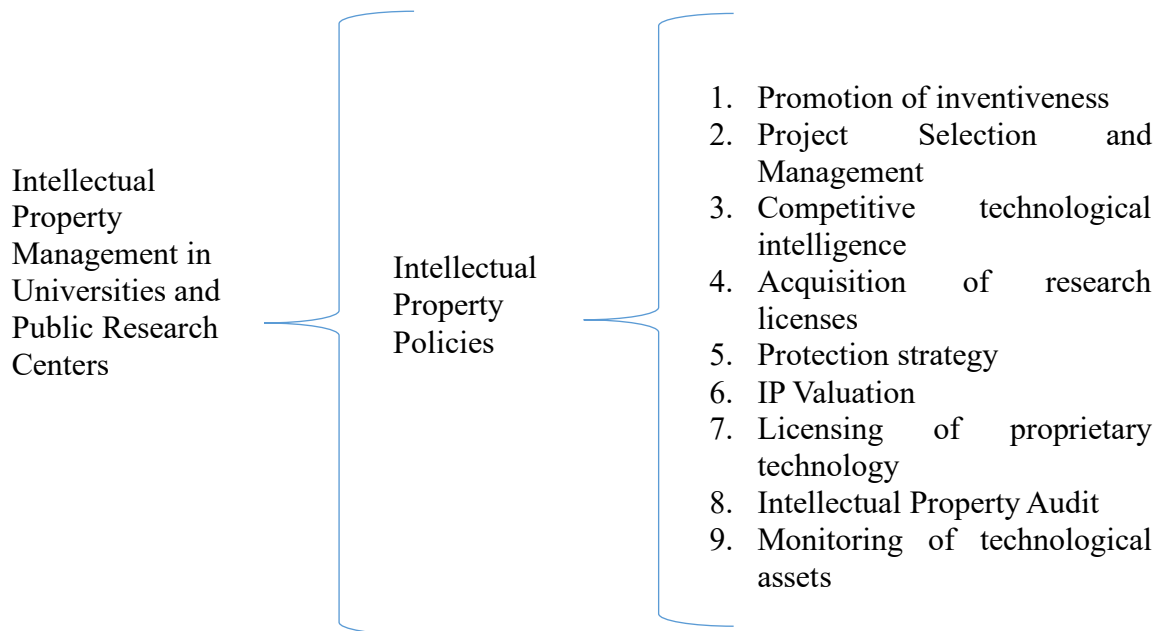 Intellectual
Property
Management in
Universities and
Public Research
Centers
Intellectual
Property
Policies
1. Promotion of inventiveness
2. Project Selection and
Management
3. Competitive technological
intelligence
4. Acquisition of research
licenses
5. Protection strategy
6. IP Valuation
7. Licensing of proprietary
technology
8. Intellectual Property Audit
9. Monitoring of technological
assets